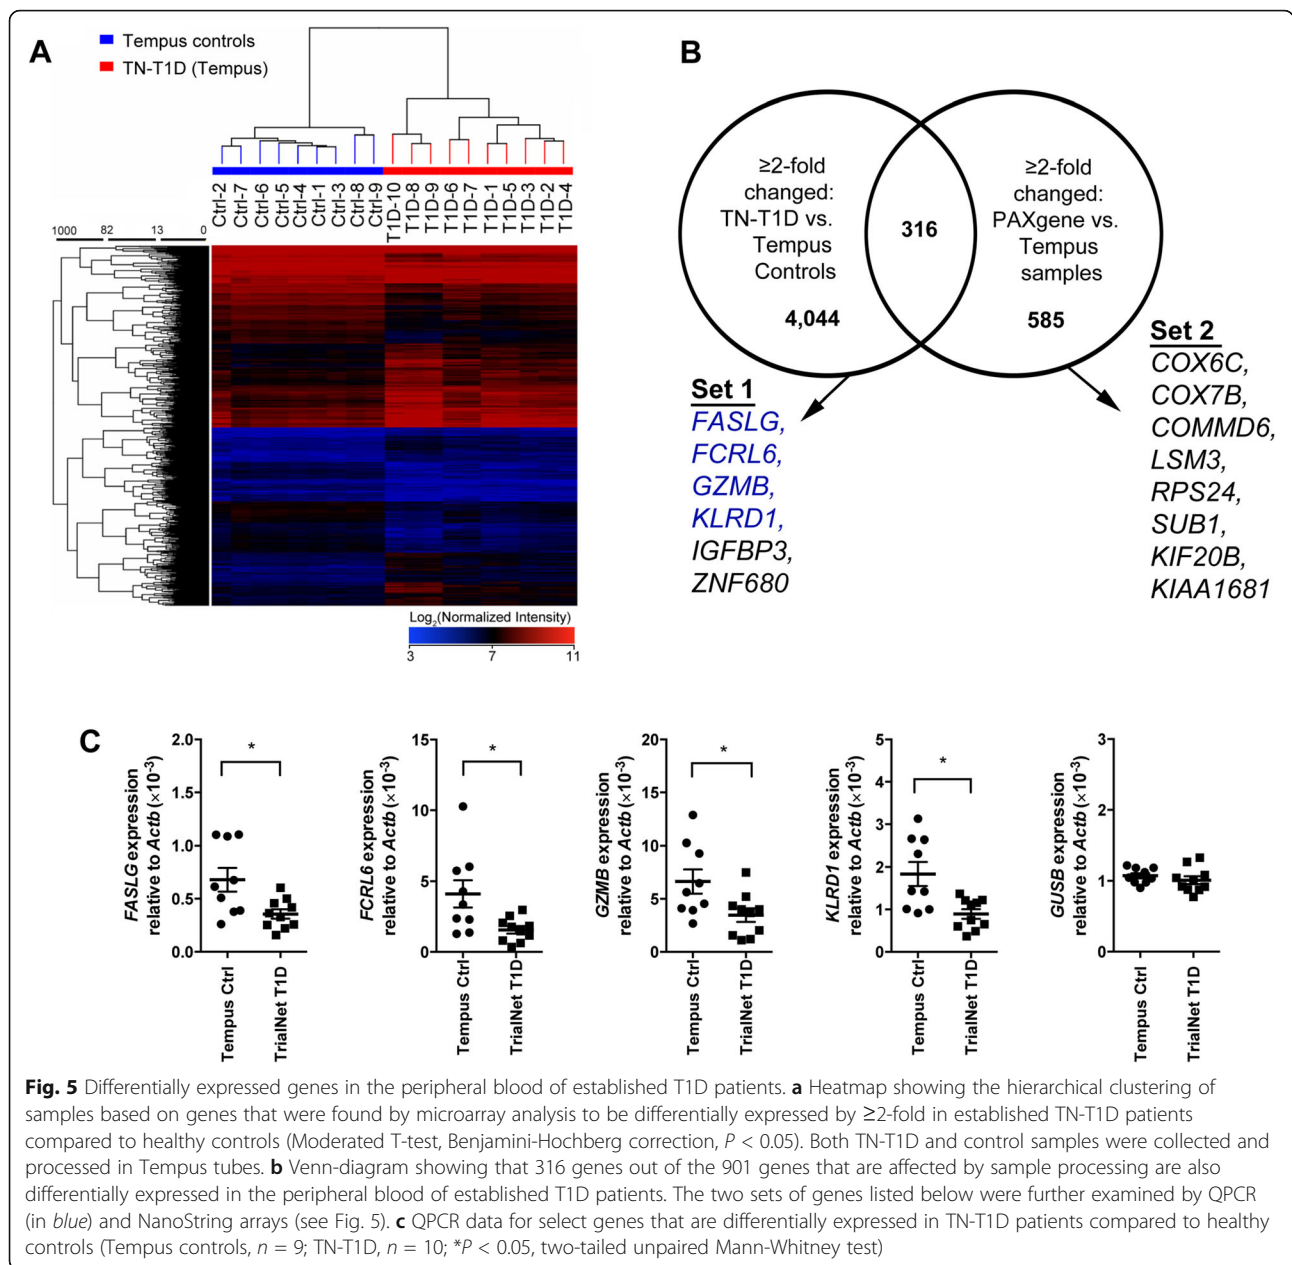 A
Tempus controls
TN-T1D (Tempus)
Ctrl-2
Ctrl-7
Ctrl-6
Ctrl-5
Ctrl-4
Ctrl-1
Ctrl-3
Ctrl-8
Ctrl-9
T1D-10
T1D-8
T1D-9
T1D-6
T1D-7
T1D-1
T1D-5
T1D-3
T1D-2
T1D-4
1000 82 13 0
Log2(Normalized Intensity)
3 7 11
B
≥2-fold
changed:
TN-T1D vs.
Tempus
Controls
4,044
316
≥2-fold
changed:
PAXgene vs.
Tempus
samples
585
Set 1
FASLG,
FCRL6,
GZMB,
KLRD1,
IGFBP3,
ZNF680
Set 2
COX6C,
COX7B,
COMMD6,
LSM3,
RPS24,
SUB1,
KIF20B,
KIAA1681
C
FASLG expression
relative to Actb (×10-3)
2.0
1.5
1.0
0.5
0.0
*
Tempus Ctrl
TrialNet T1D
FCRL6 expression
relative to Actb (×10-3)
15
10
5
0
*
Tempus Ctrl
TrialNet T1D
GZMB expression
relative to Actb (×10-3)
20
15
10
5
0
*
Tempus Ctrl
TrialNet T1D
KLRD1 expression
relative to Actb (×10-3)
5
4
3
2
1
0
*
Tempus Ctrl
TrialNet T1D
GUSB expression
relative to Actb (×10-3)
3
2
1
0
Tempus Ctrl
TrialNet T1D
Fig. 5 Differentially expressed genes in the peripheral blood of established T1D patients. a Heatmap showing the hierarchical clustering of
samples based on genes that were found by microarray analysis to be differentially expressed by ≥2-fold in established TN-T1D patients
compared to healthy controls (Moderated T-test, Benjamini-Hochberg correction, P < 0.05). Both TN-T1D and control samples were collected and
processed in Tempus tubes. b Venn-diagram showing that 316 genes out of the 901 genes that are affected by sample processing are also
differentially expressed in the peripheral blood of established T1D patients. The two sets of genes listed below were further examined by QPCR
(in blue) and NanoString arrays (see Fig. 5). c QPCR data for select genes that are differentially expressed in TN-T1D patients compared to healthy
controls (Tempus controls, n = 9; TN-T1D, n = 10; *P < 0.05, two-tailed unpaired Mann-Whitney test)